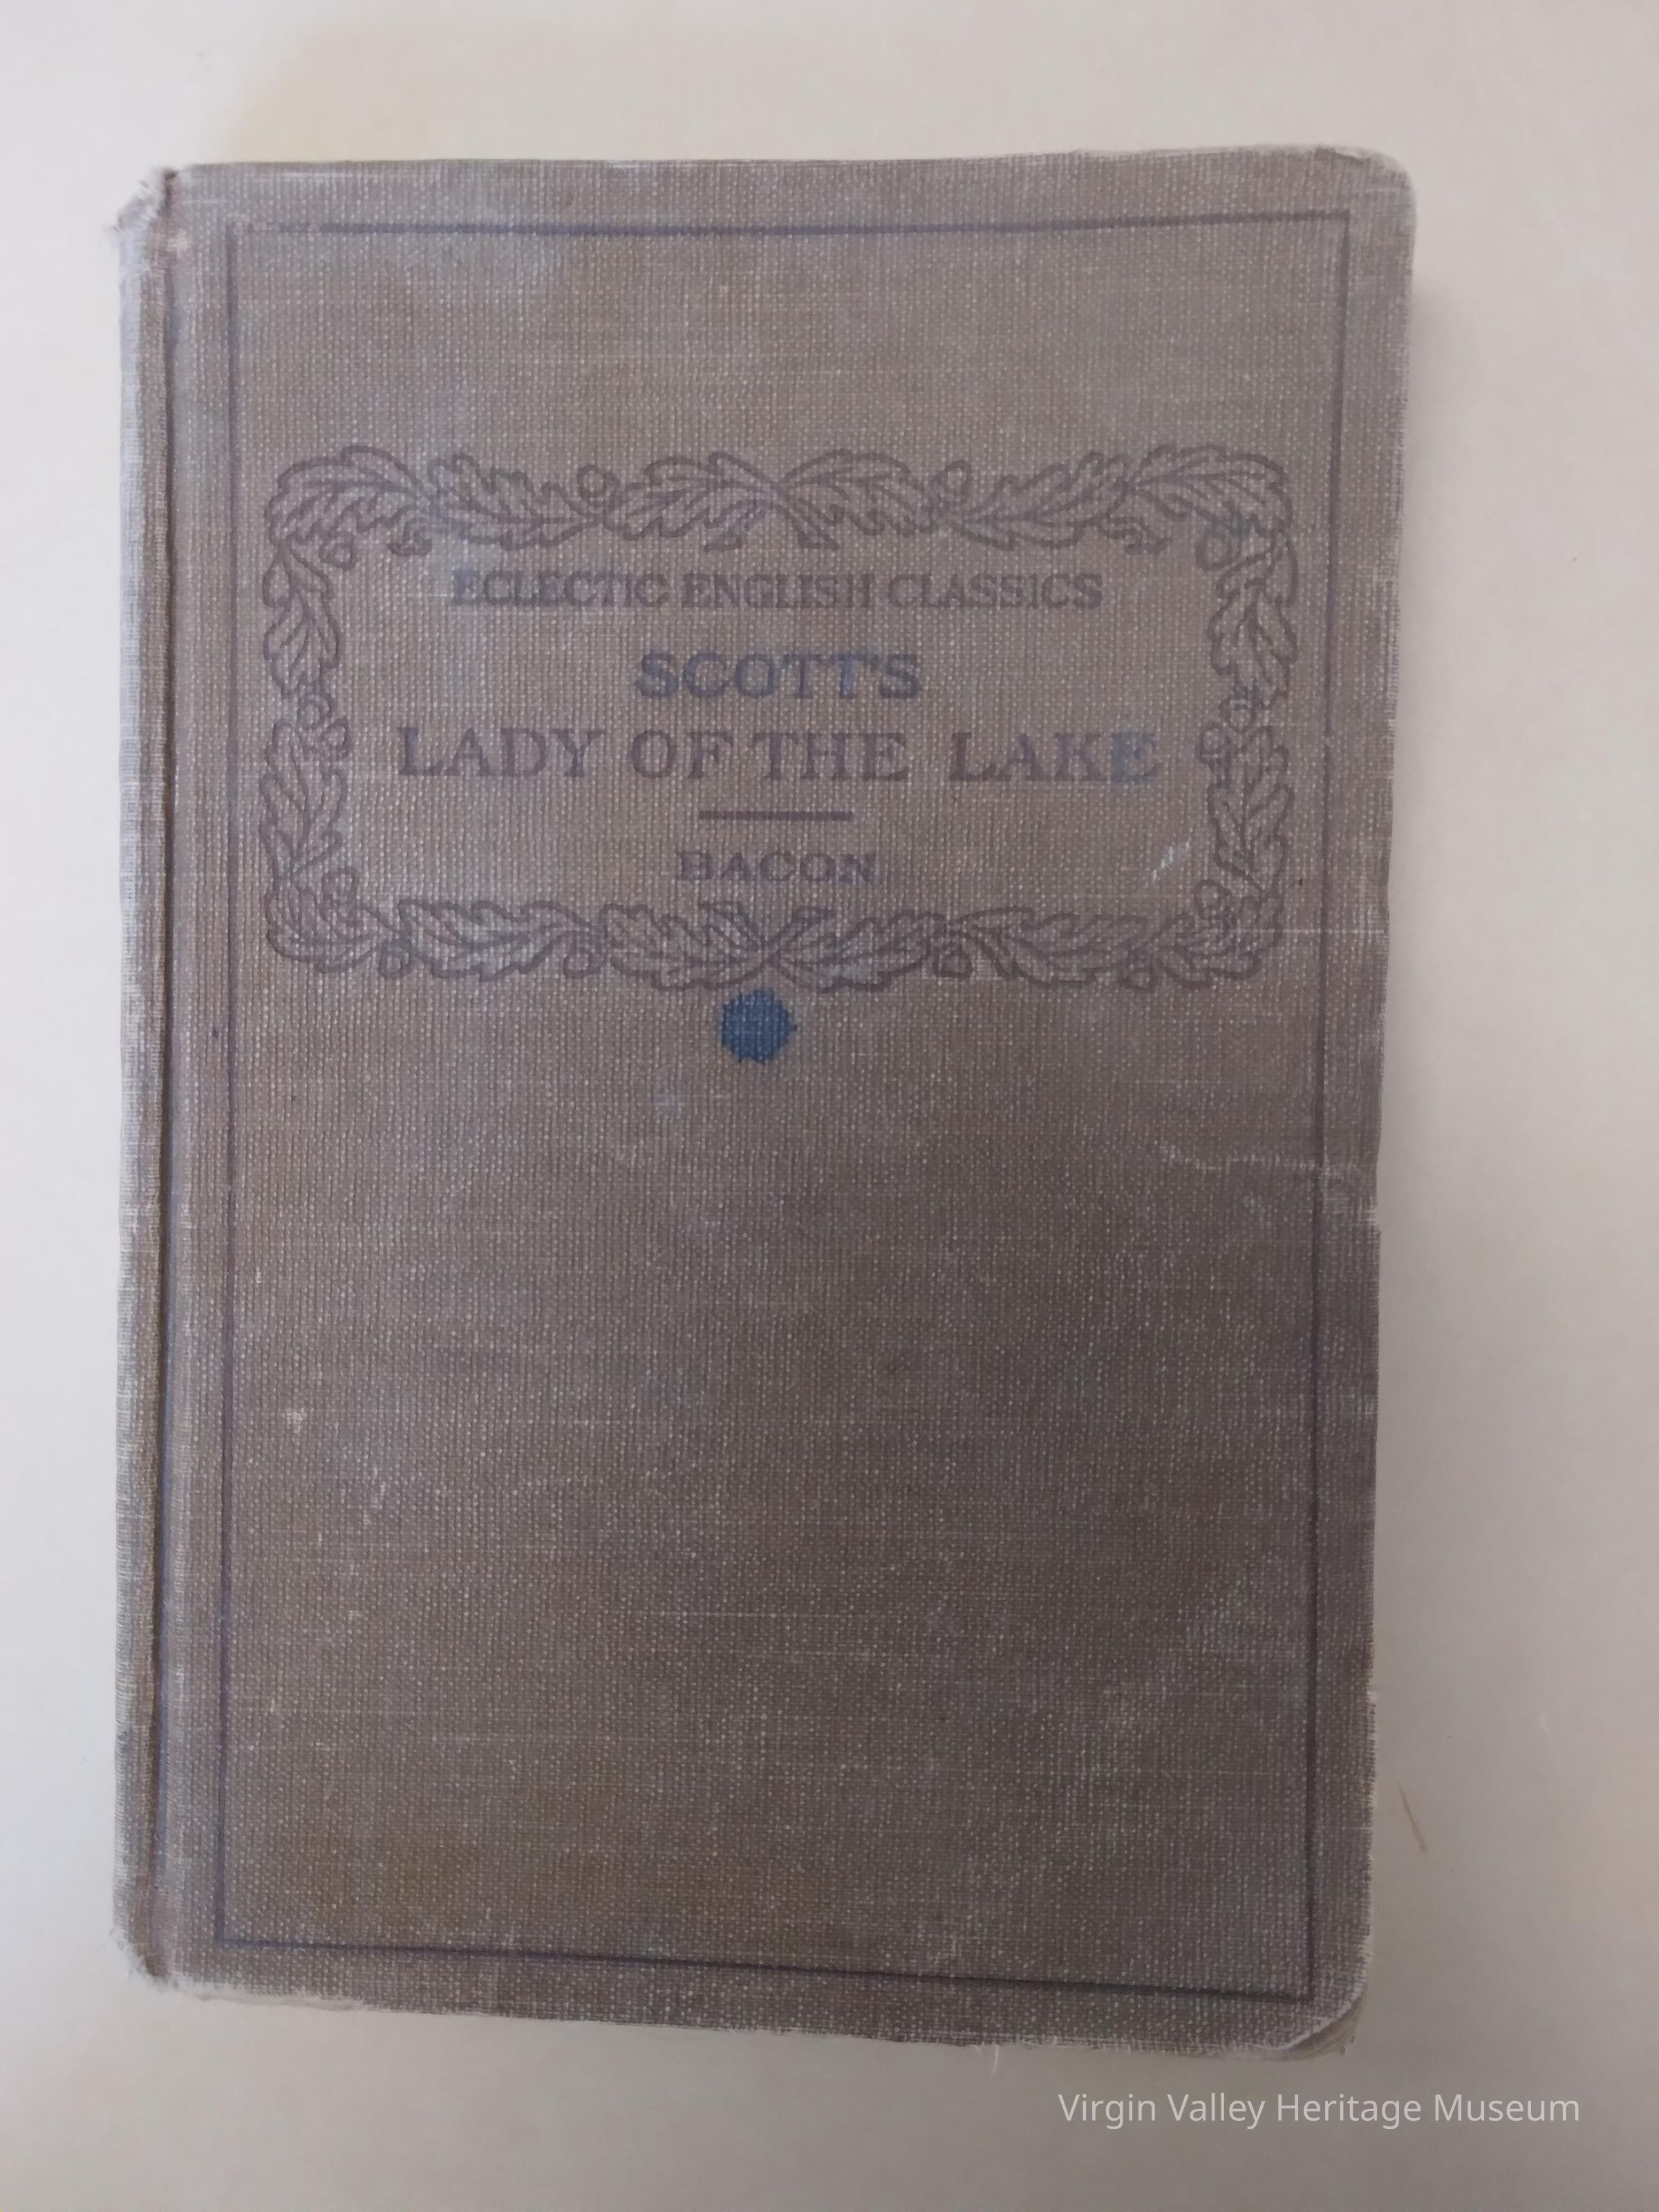 ECLECTIC ENGLISH CLASSICS
SCOTT'S
LADY OF THE LAKE
BACON
Virgin Valley Heritage Museum